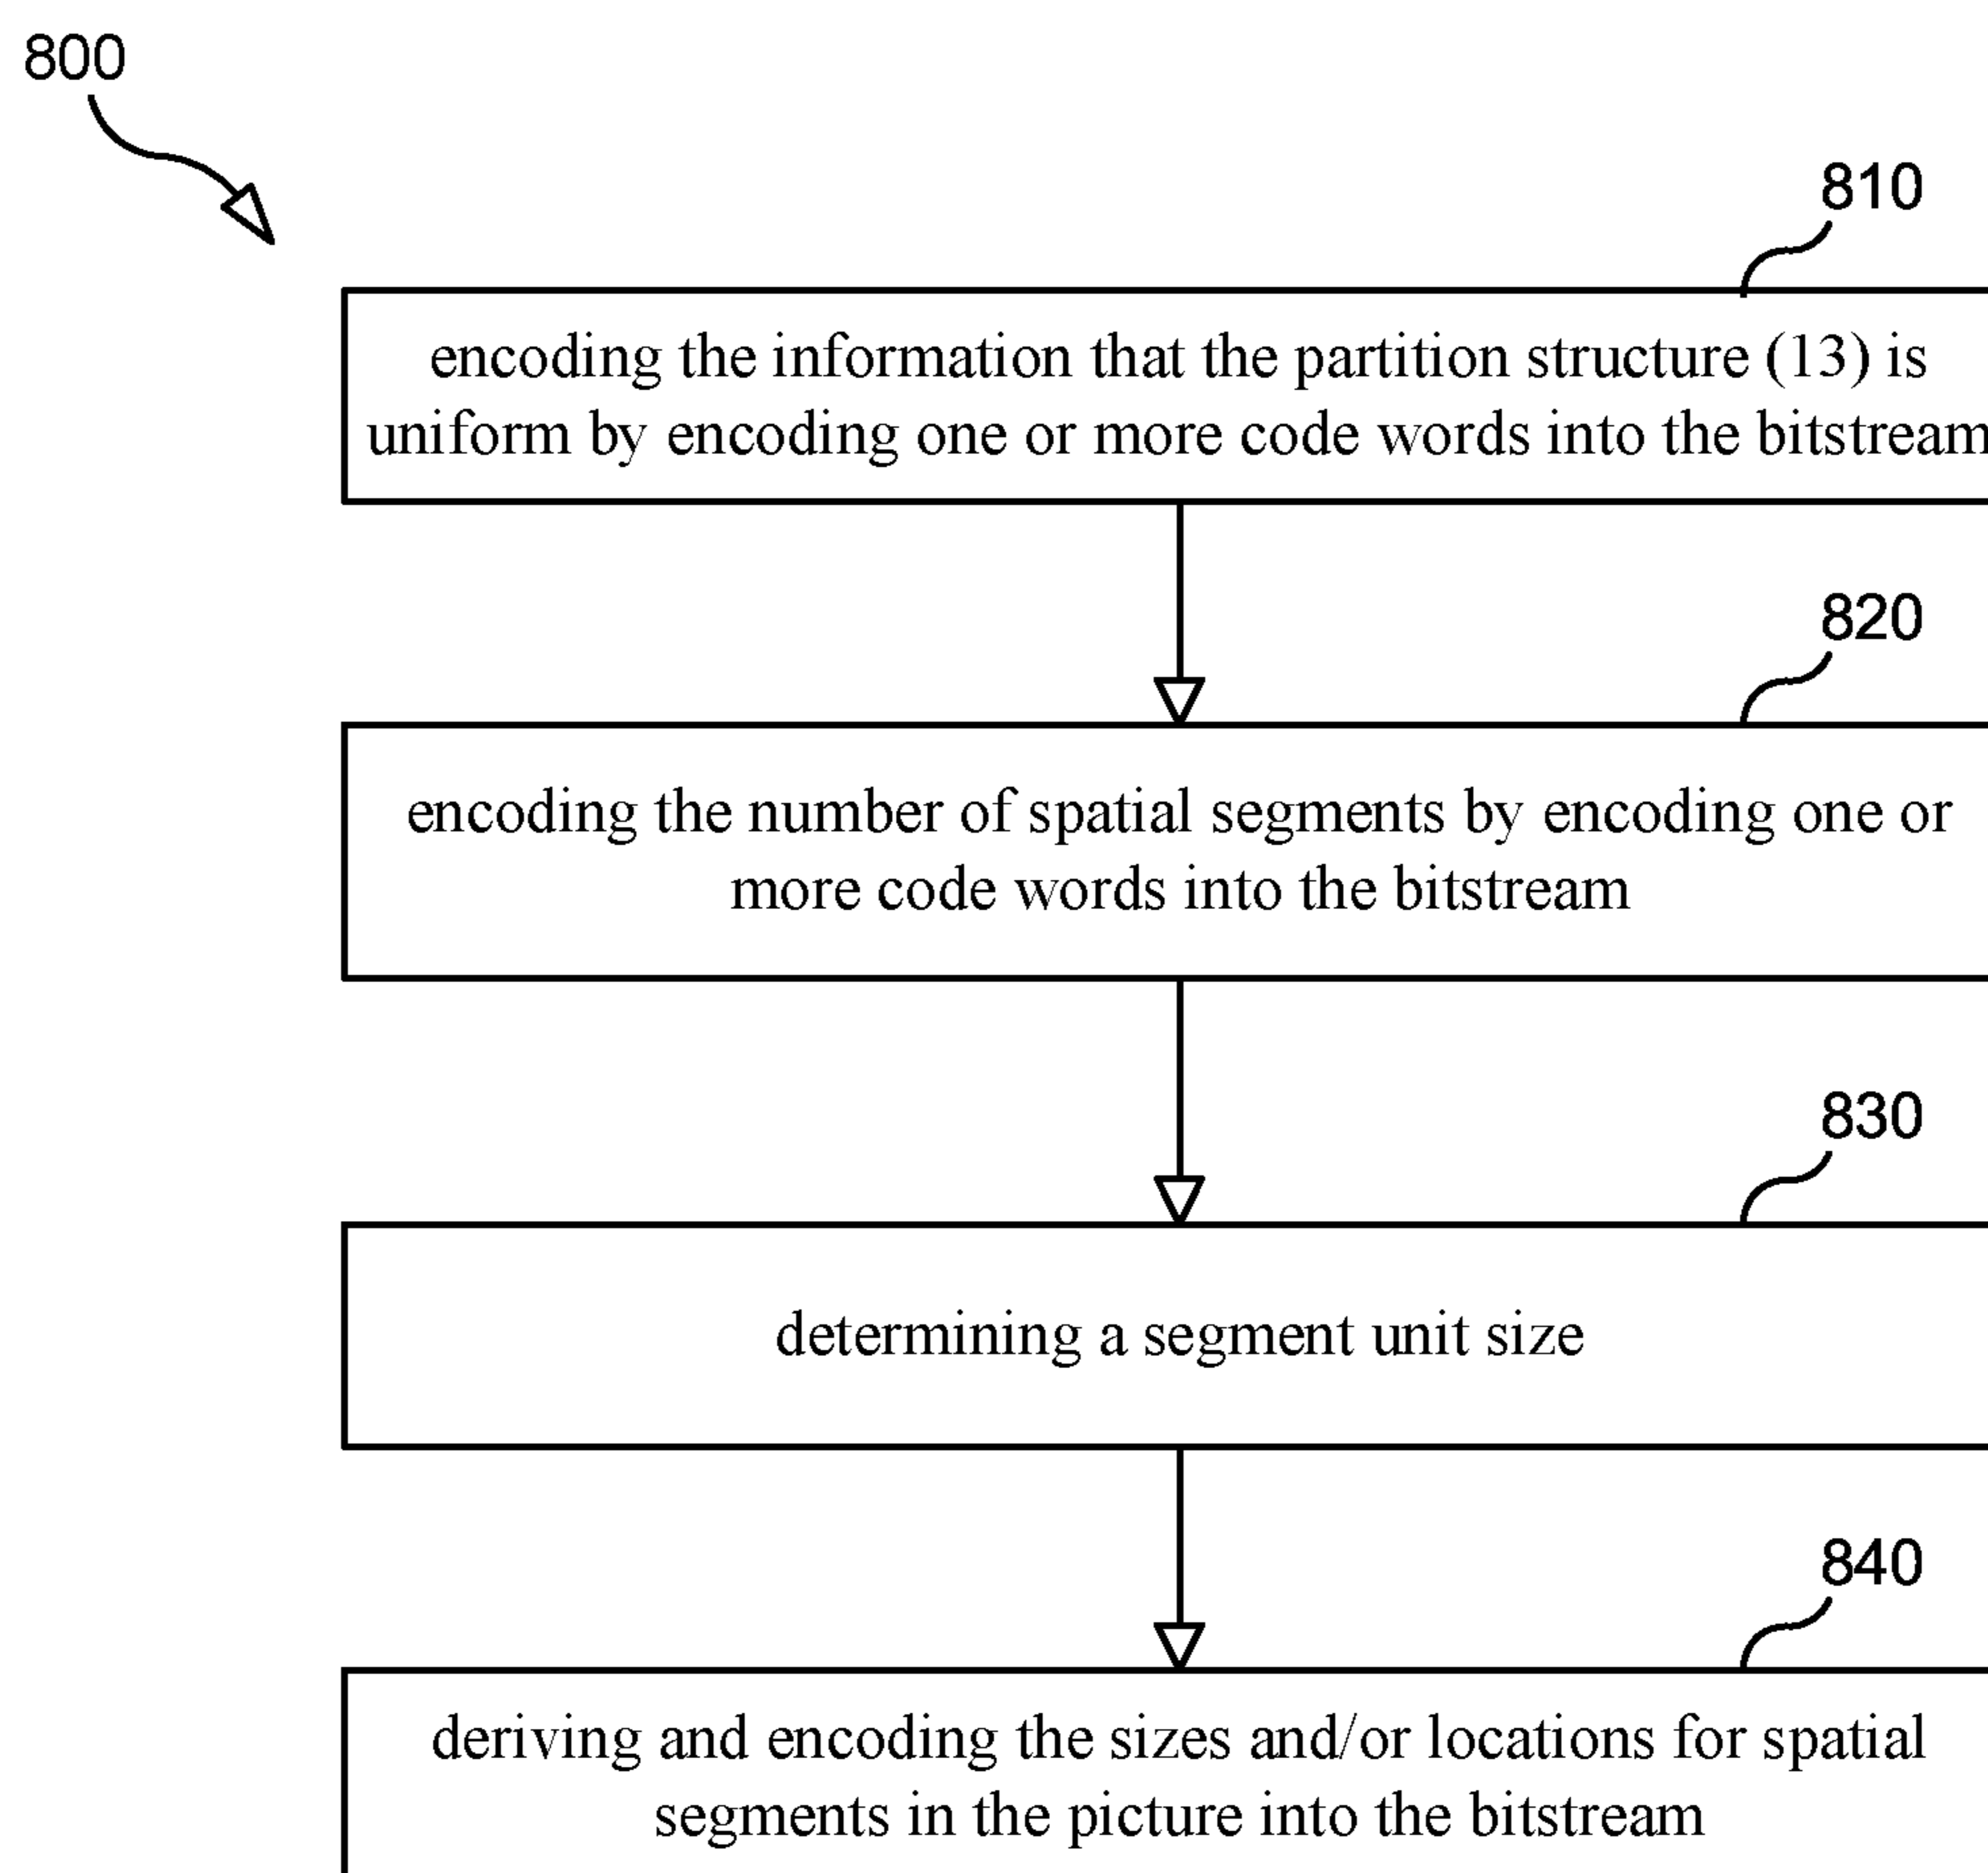 800
810
encoding the information that the partition structure (13) is
uniform by encoding one or more code words into the bitstream
820
encoding the number of spatial segments by encoding one or
more code words into the bitstream
830
determining a segment unit size
840
deriving and encoding the sizes and/or locations for spatial
segments in the picture into the bitstream